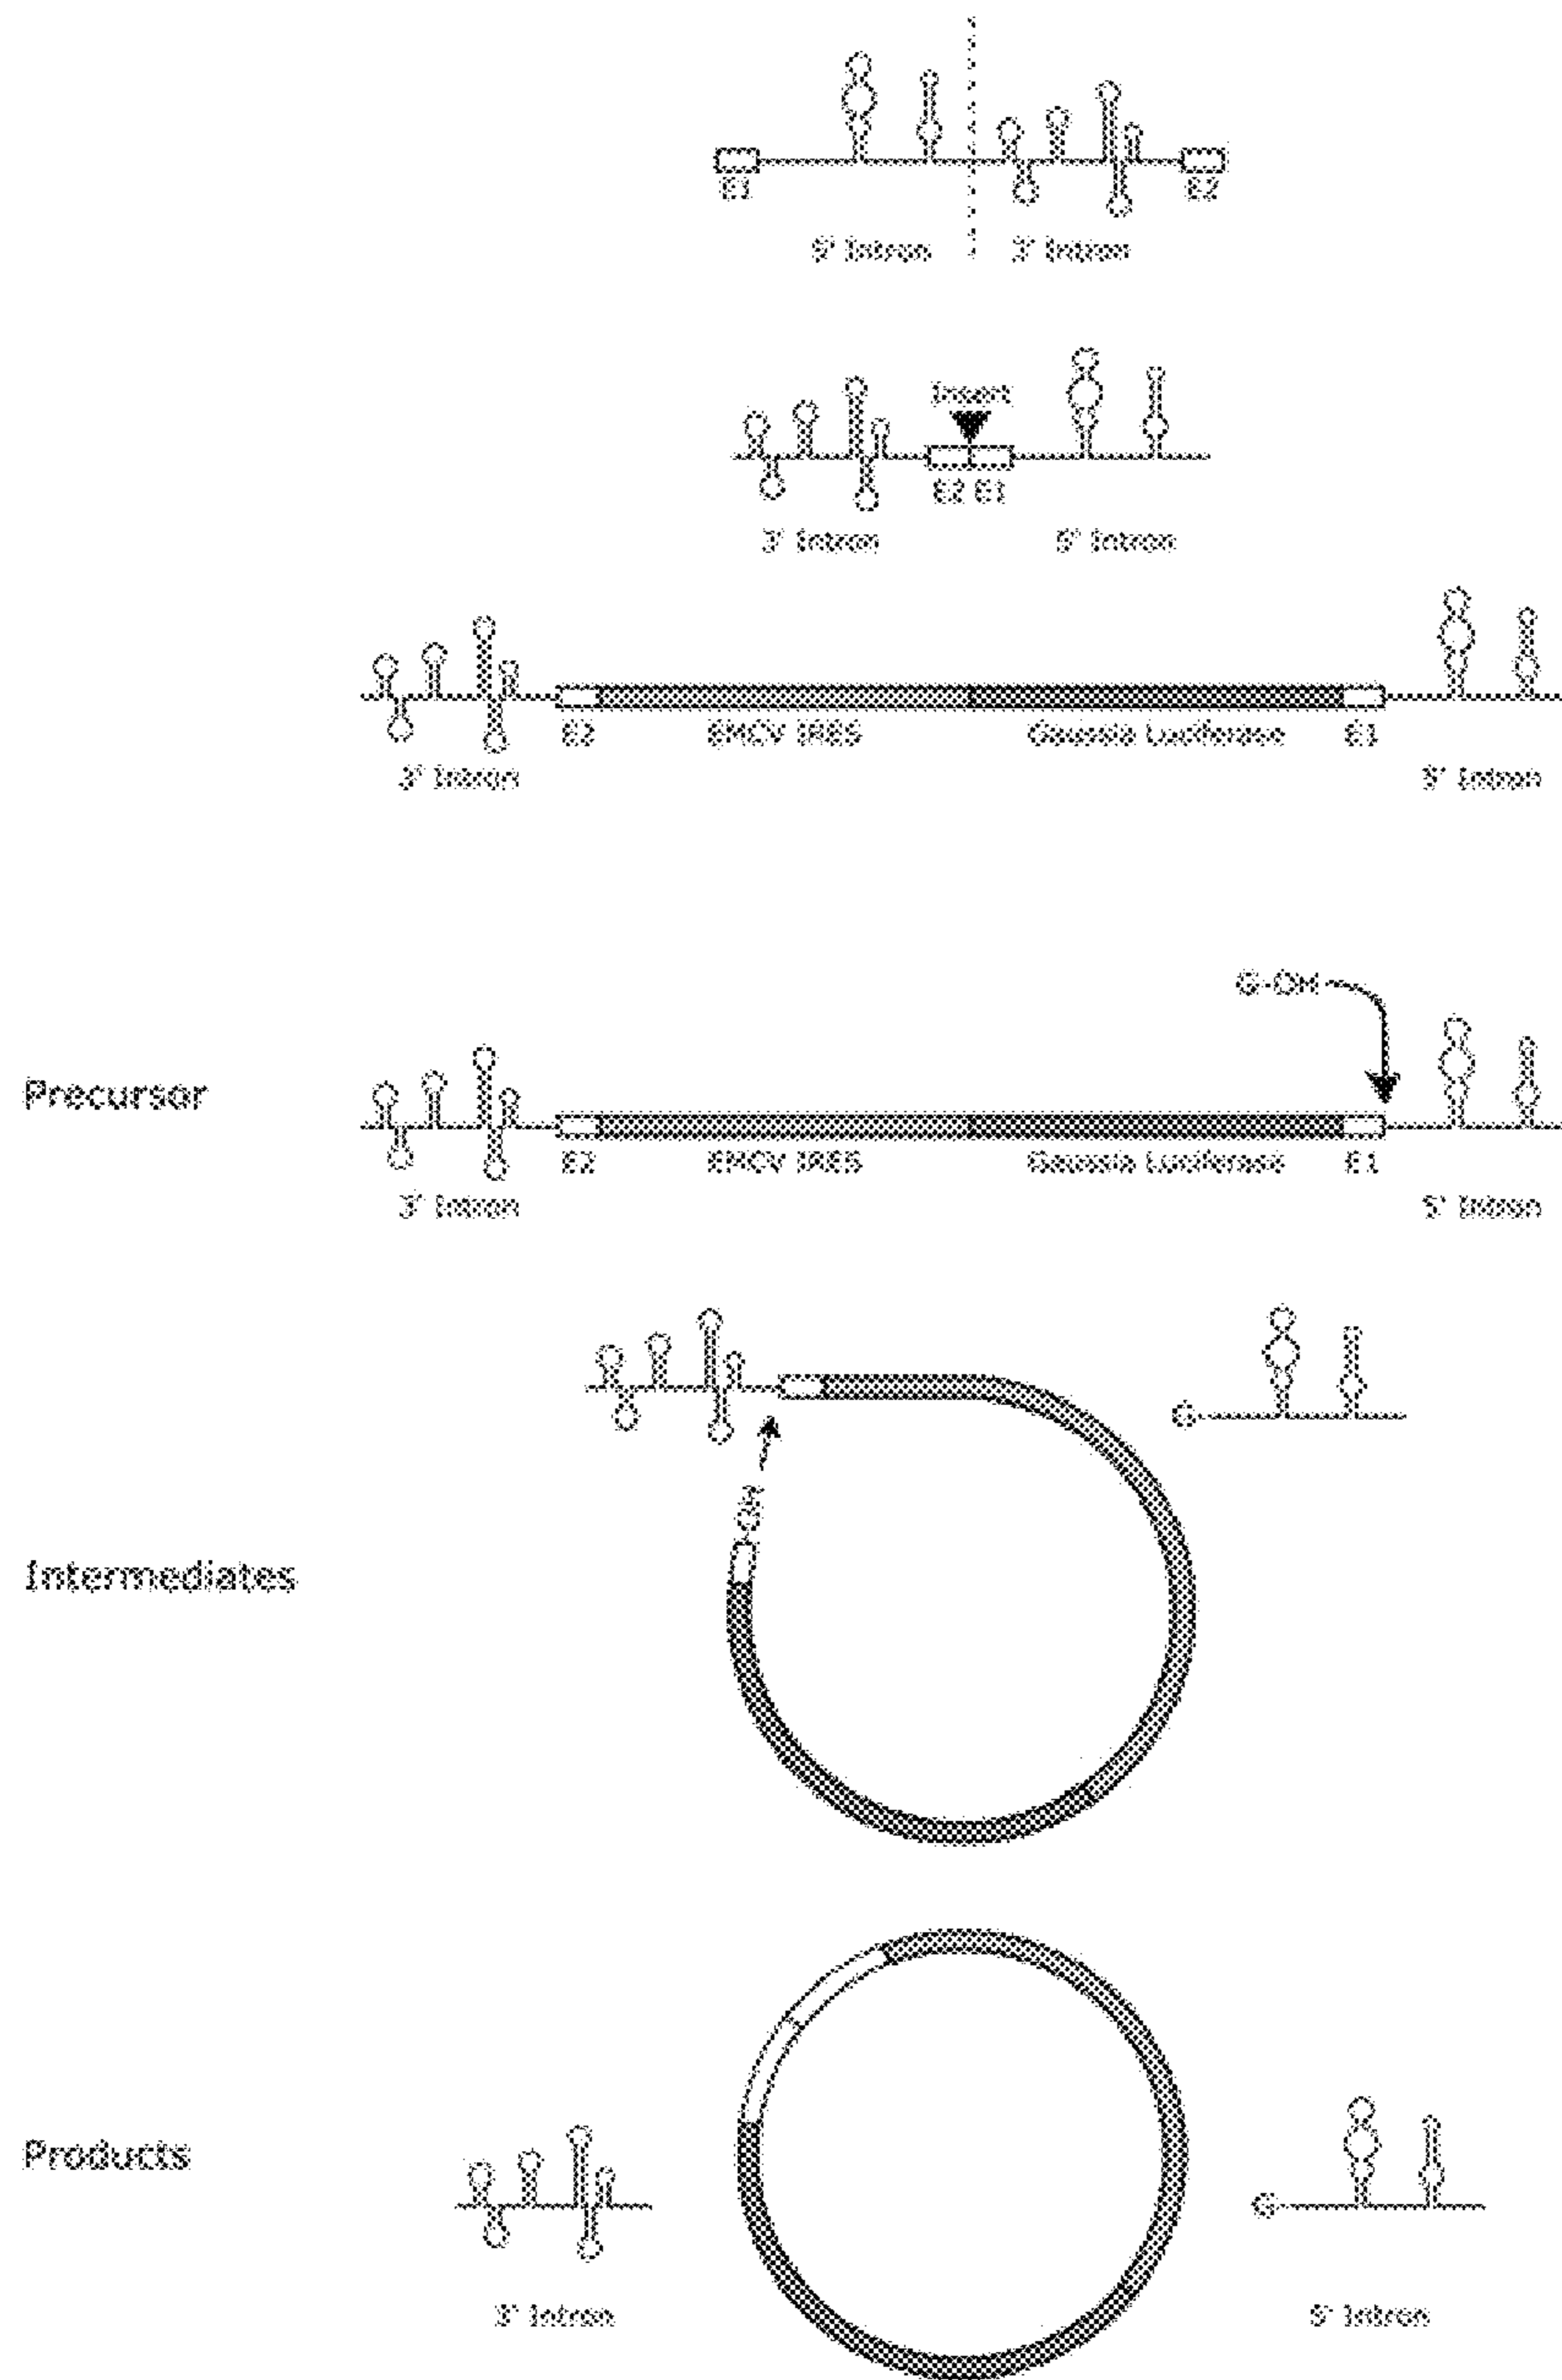 E1 E2
5' Intron 3' Intron
Insert
E2 E1
3' Intron 5' Intron
E2 EMCV IRES Gaussia Luciferase E1
3' Intron 5' Intron
G-OH
Precursor
E2 EMCV IRES Gaussia Luciferase E1
3' Intron 5' Intron
G
OH
Intermediates
Products
G
3' Intron 5' Intron